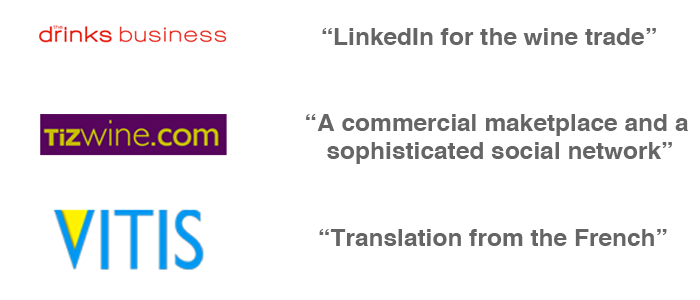 the
drinks business
“LinkedIn for the wine trade”
TiZwine.com
“A commercial maketplace and a
sophisticated social network”
VITIS
“Translation from the French”